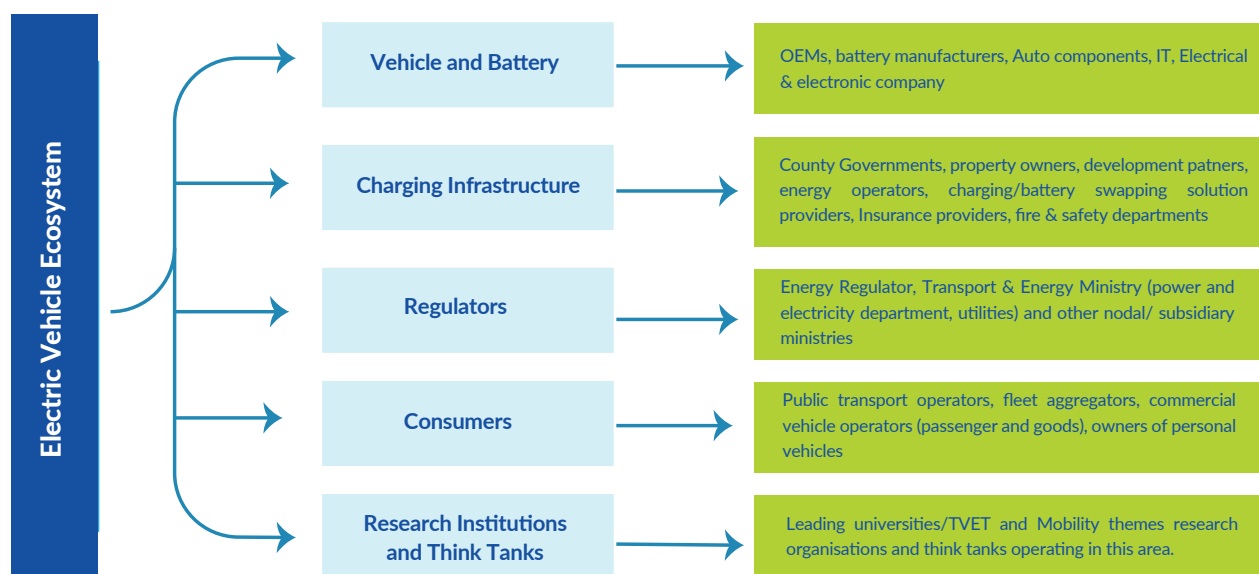 Electric Vehicle Ecosystem
Vehicle and Battery
OEMs, battery manufacturers, Auto components, IT, Electrical
& electronic company
Charging Infrastructure
County Governments, property owners, development patners,
energy operators, charging/battery swapping solution
providers, Insurance providers, fire & safety departments
Regulators
Energy Regulator, Transport & Energy Ministry (power and
electricity department, utilities) and other nodal/ subsidiary
ministries
Consumers
Public transport operators, fleet aggregators, commercial
vehicle operators (passenger and goods), owners of personal
vehicles
Research Institutions
and Think Tanks
Leading universities/TVET and Mobility themes research
organisations and think tanks operating in this area.